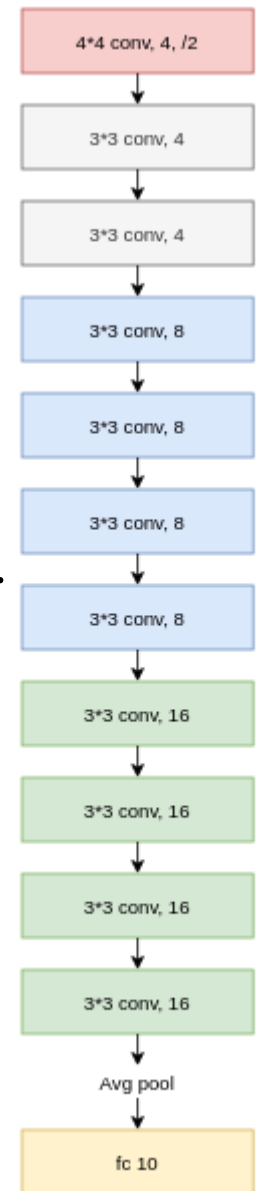 4*4 conv, 4, /2
3*3 conv, 4
3*3 conv, 4
3*3 conv, 8
3*3 conv, 8
3*3 conv, 8
3*3 conv, 8
3*3 conv, 16
3*3 conv, 16
3*3 conv, 16
3*3 conv, 16
Avg pool
fc 10